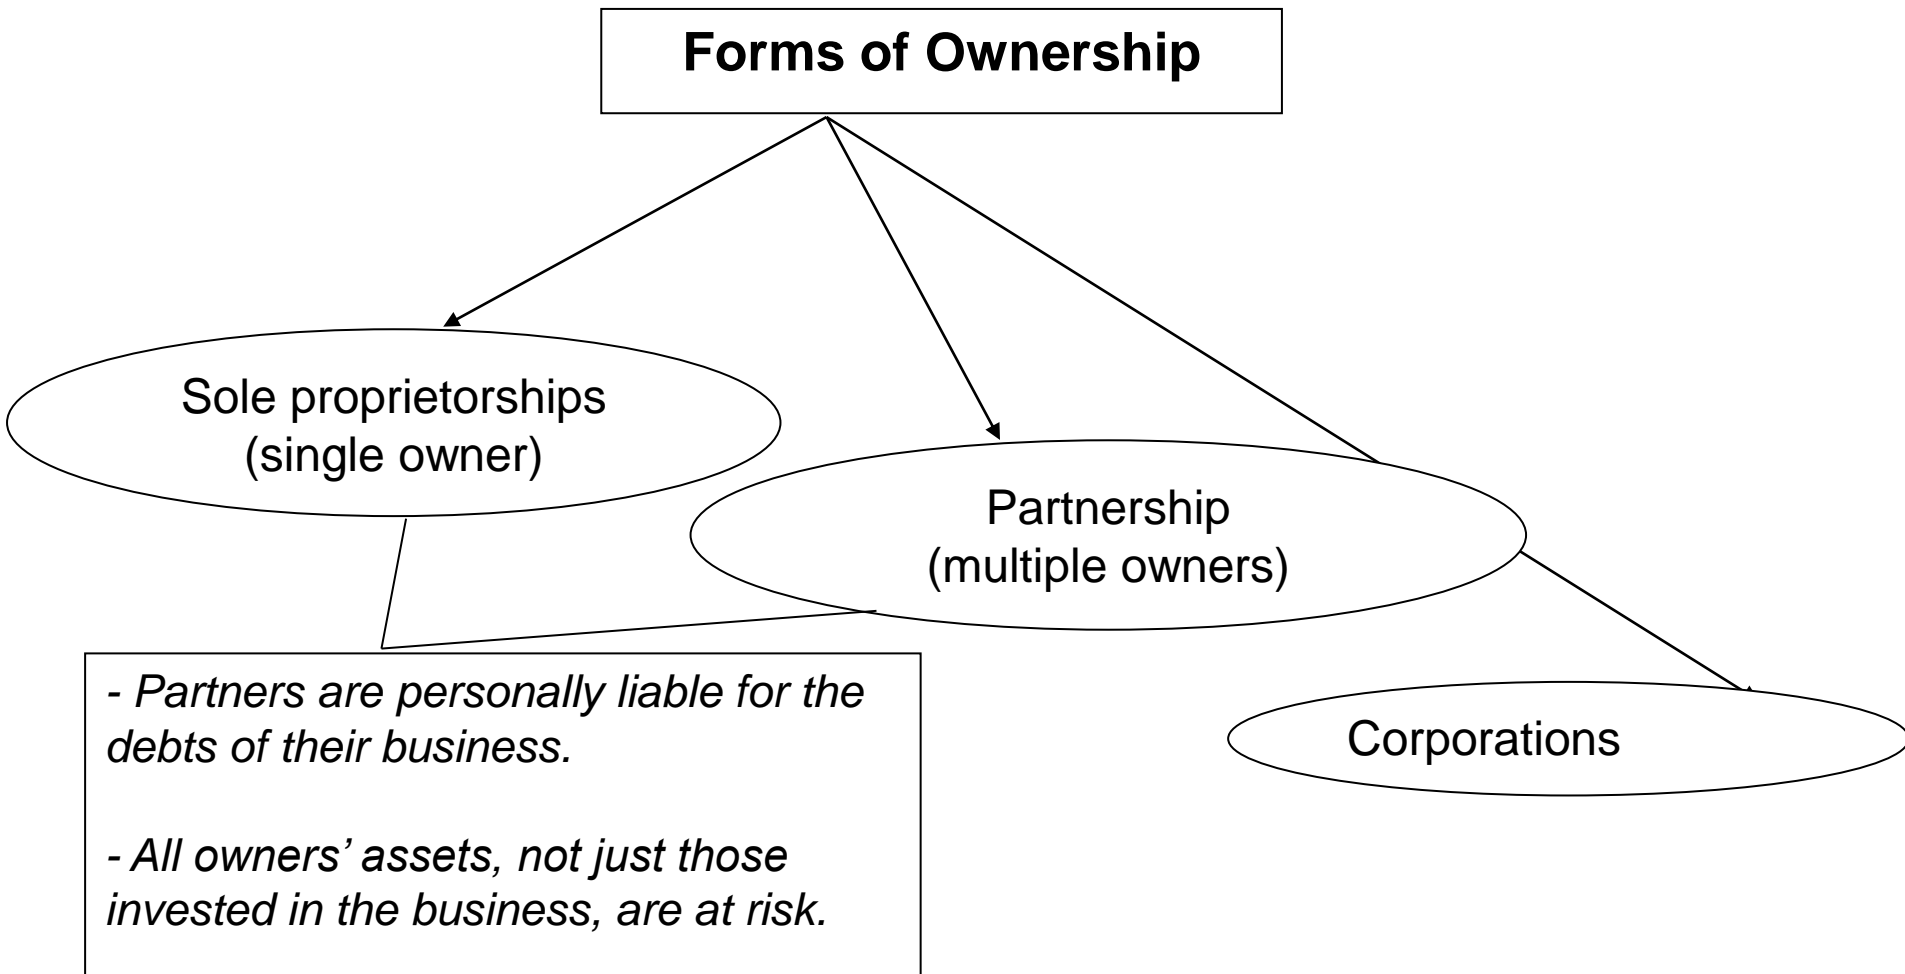 Forms of Ownership
Sole proprietorships
(single owner)
Partnership
(multiple owners)
- Partners are personally liable for the
debts of their business.
- All owners’ assets, not just those
invested in the business, are at risk.
Corporations